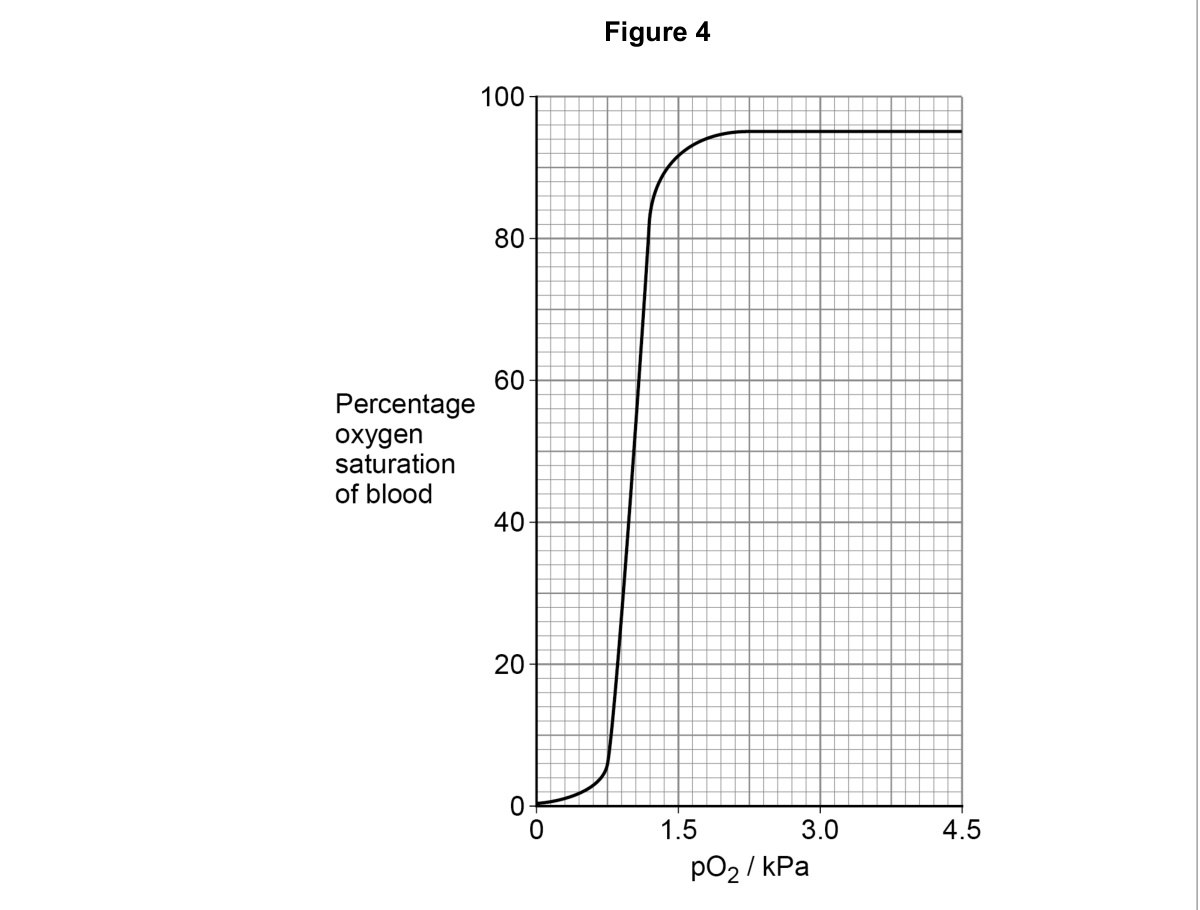 Figure 4
100
80
60
Percentage
oxygen
saturation
of blood
40
20
0
0 1.5 3.0 4.5
pO₂ / kPa